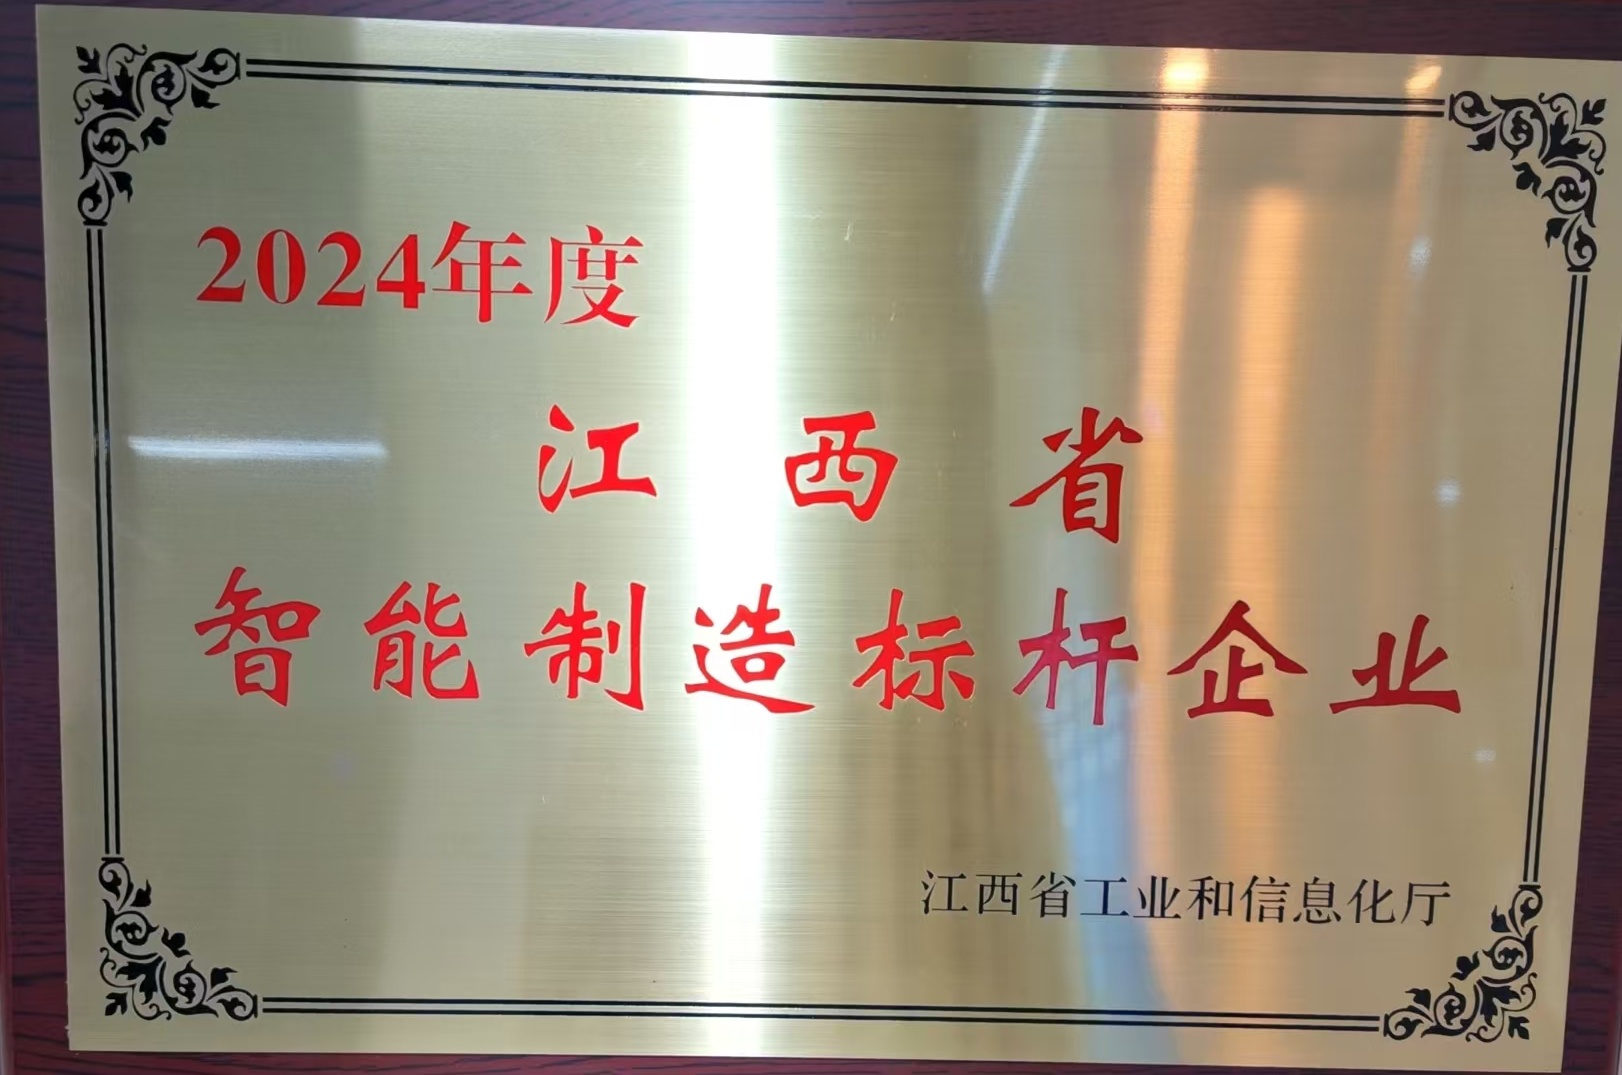 2024年度
江西省
智能制造标杆企业
江西省工业和信息化厅